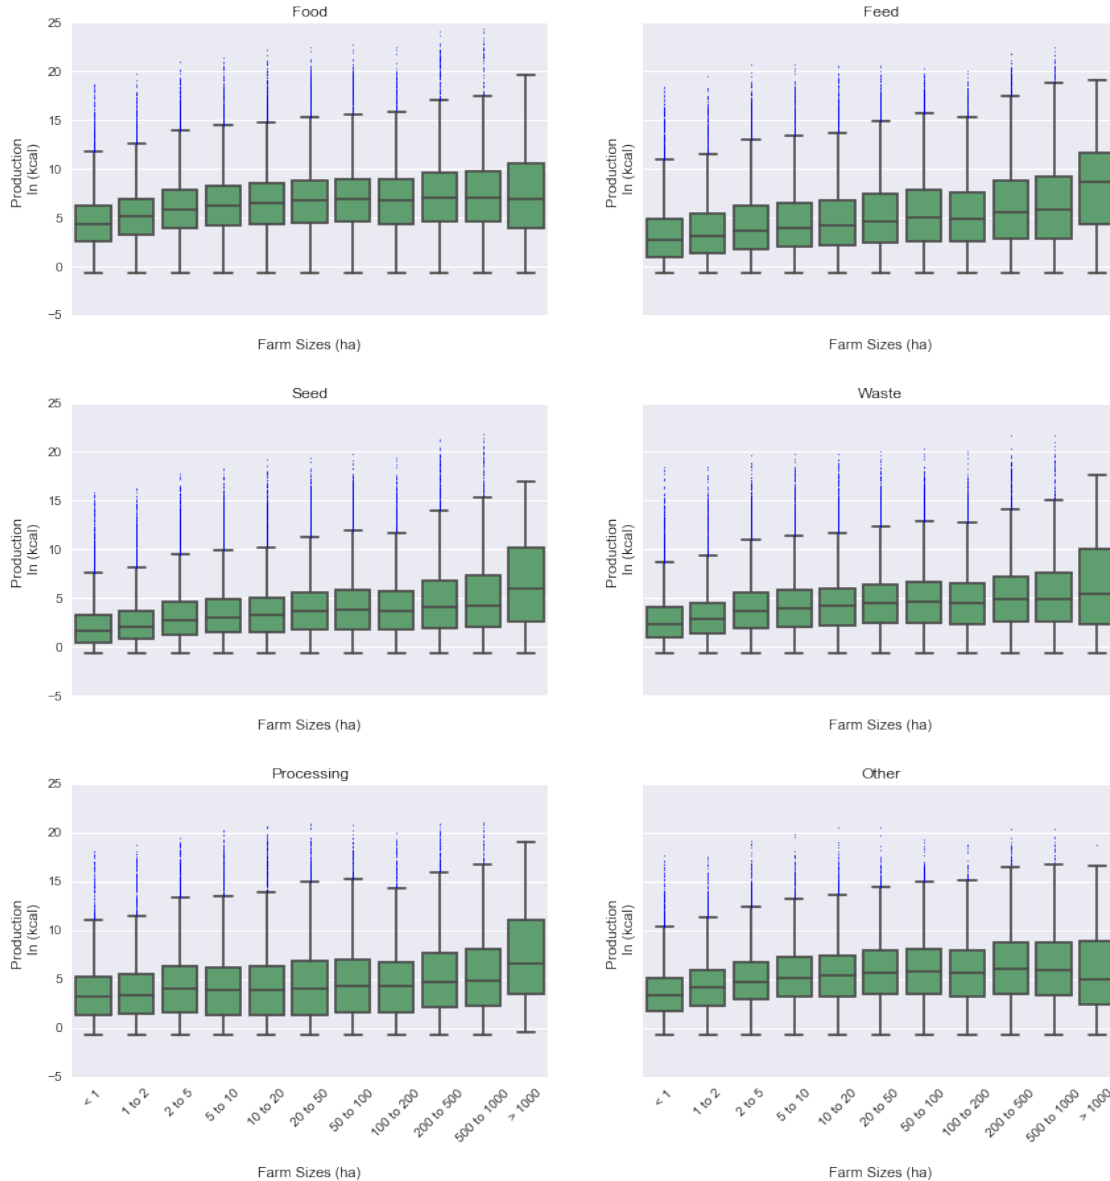 Food
25
20
15
10
5
0
−5
Production
ln (kcal)
Farm Sizes (ha)
Feed
Production
ln (kcal)
Farm Sizes (ha)
Seed
25
20
15
10
5
0
−5
Production
ln (kcal)
Farm Sizes (ha)
Waste
Production
ln (kcal)
Farm Sizes (ha)
Processing
25
20
15
10
5
0
−5
Production
ln (kcal)
< 1
1 to 2
2 to 5
5 to 10
10 to 20
20 to 50
50 to 100
100 to 200
200 to 500
500 to 1000
> 1000
Farm Sizes (ha)
Other
Production
ln (kcal)
< 1
1 to 2
2 to 5
5 to 10
10 to 20
20 to 50
50 to 100
100 to 200
200 to 500
500 to 1000
> 1000
Farm Sizes (ha)